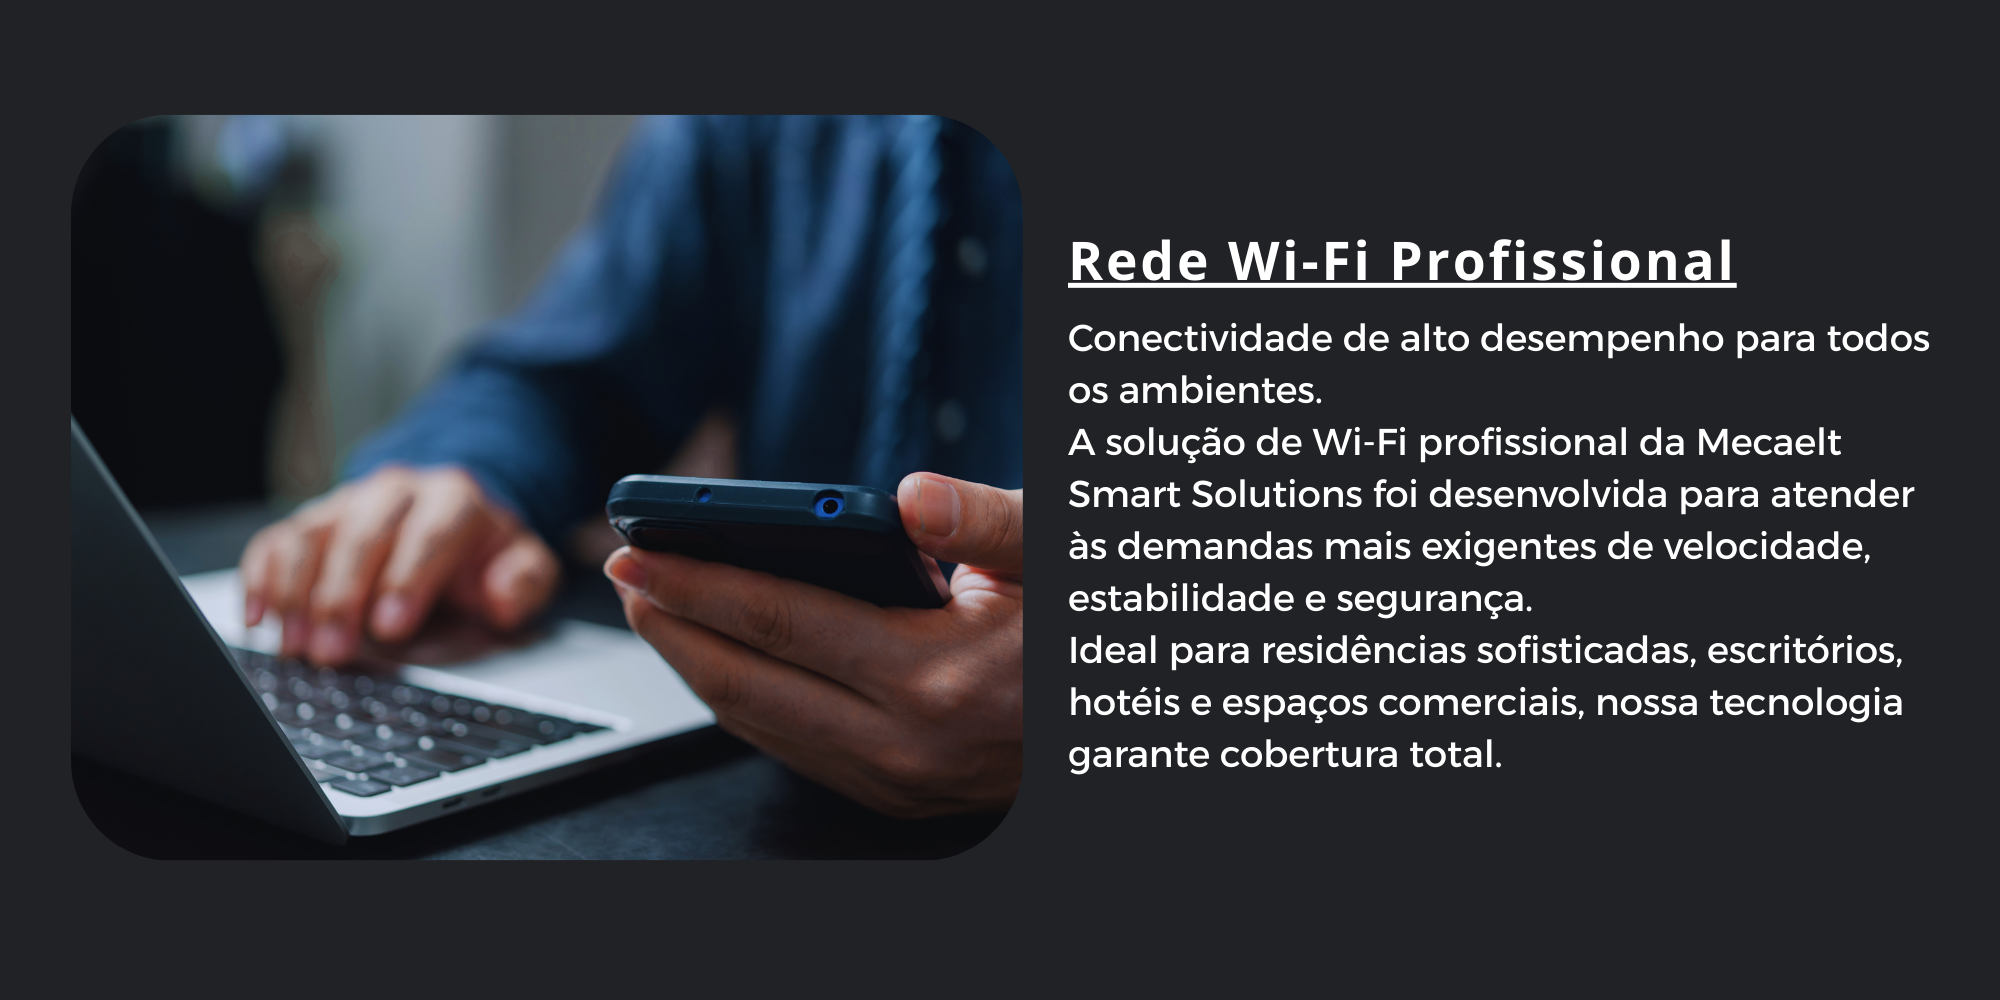 Rede Wi-Fi Profissional
Conectividade de alto desempenho para todos
os ambientes.
A solução de Wi-Fi profissional da Mecaelt
Smart Solutions foi desenvolvida para atender
às demandas mais exigentes de velocidade,
estabilidade e segurança.
Ideal para residências sofisticadas, escritórios,
hotéis e espaços comerciais, nossa tecnologia
garante cobertura total.